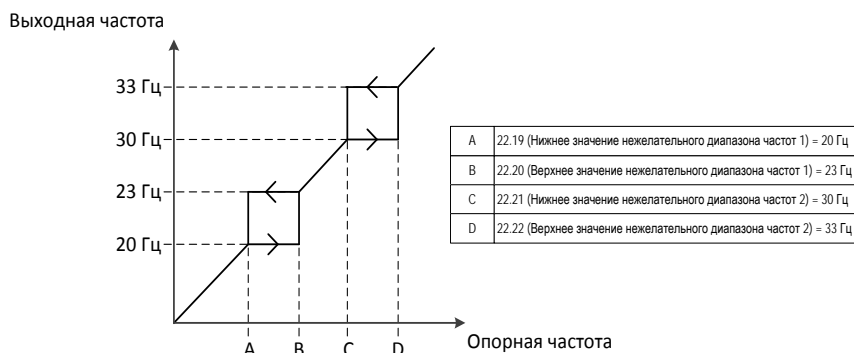 Выходная частота
33 Гц
30 Гц
23 Гц
20 Гц
A B C D
Опорная частота
A 22.19 (Нижнее значение нежелательного диапазона частот 1) = 20 Гц
B 22.20 (Верхнее значение нежелательного диапазона частот 1) = 23 Гц
C 22.21 (Нижнее значение нежелательного диапазона частот 2) = 30 Гц
D 22.22 (Верхнее значение нежелательного диапазона частот 2) = 33 Гц